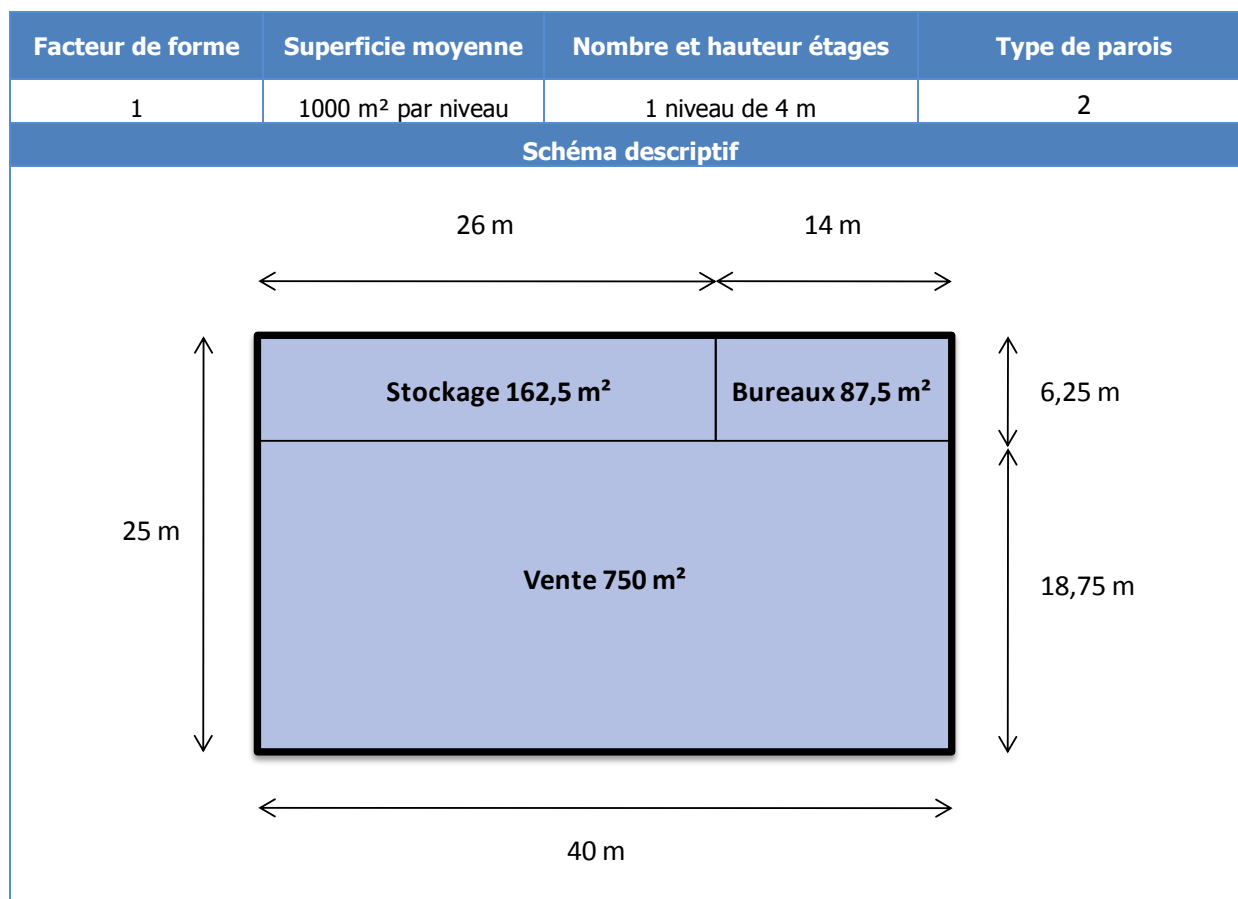 Facteur de forme Superficie moyenne Nombre et hauteur étages Type de parois
1 1000 m² par niveau 1 niveau de 4 m 2
Schéma descriptif
26 m 14 m
Stockage 162,5 m² Bureaux 87,5 m² 6,25 m
25 m
Vente 750 m² 18,75 m
40 m